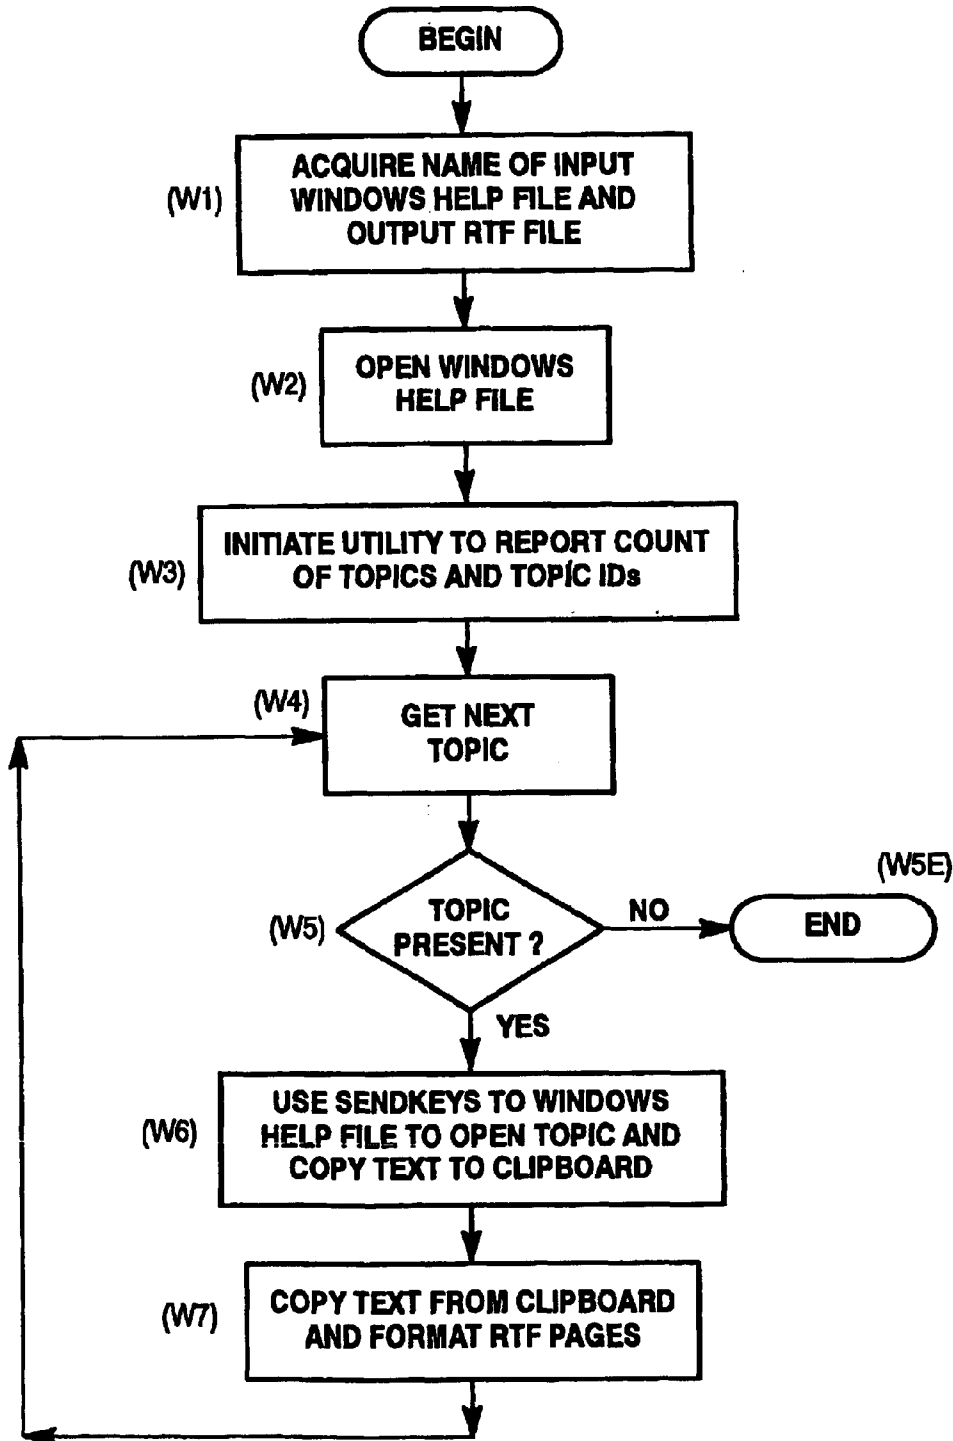 BEGIN
(W1)
ACQUIRE NAME OF INPUT
WINDOWS HELP FILE AND
OUTPUT RTF FILE
(W2)
OPEN WINDOWS
HELP FILE
(W3)
INITIATE UTILITY TO REPORT COUNT
OF TOPICS AND TOPIC IDs
(W4)
GET NEXT
TOPIC
(W5)
TOPIC
PRESENT ?
NO
(W5E)
END
YES
(W6)
USE SENDKEYS TO WINDOWS
HELP FILE TO OPEN TOPIC AND
COPY TEXT TO CLIPBOARD
(W7)
COPY TEXT FROM CLIPBOARD
AND FORMAT RTF PAGES